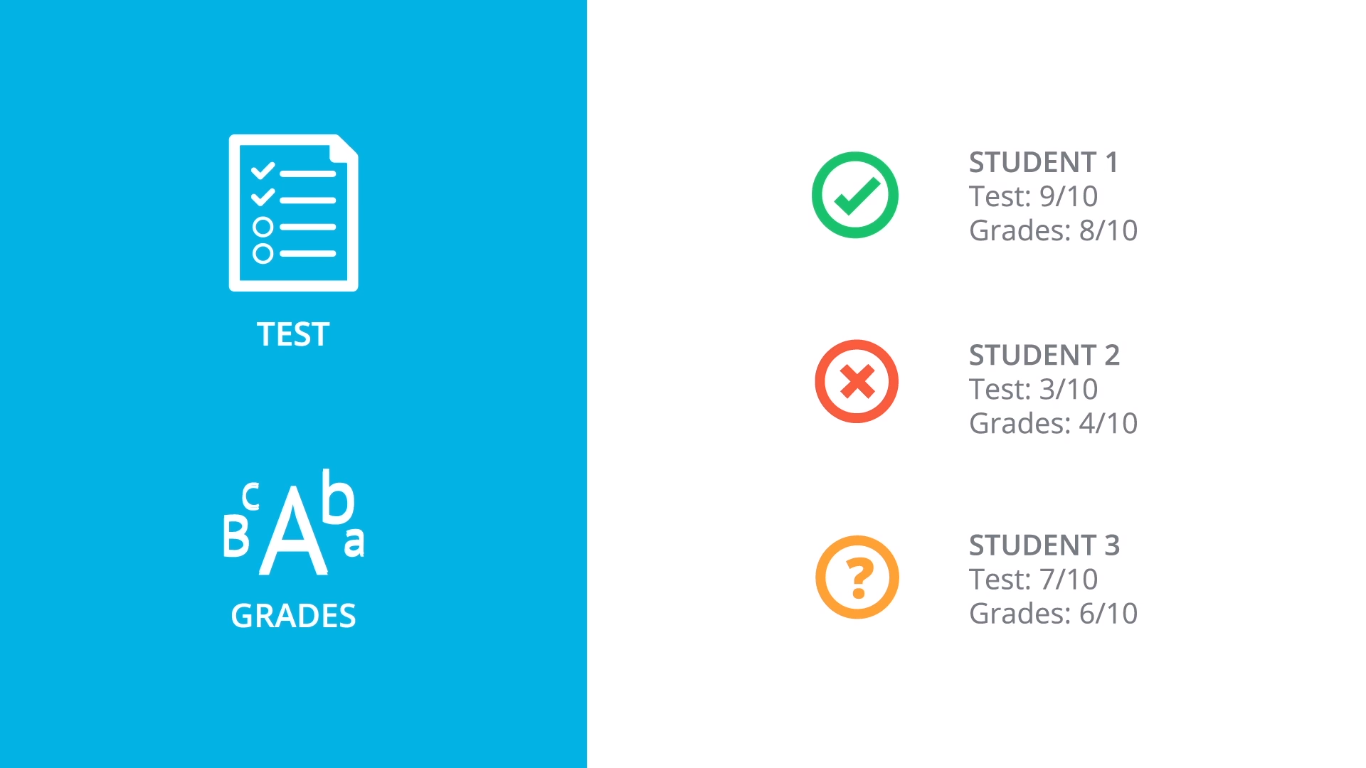 TEST
c
b
B
A
a
GRADES
STUDENT 1
Test: 9/10
Grades: 8/10
STUDENT 2
Test: 3/10
Grades: 4/10
?
STUDENT 3
Test: 7/10
Grades: 6/10